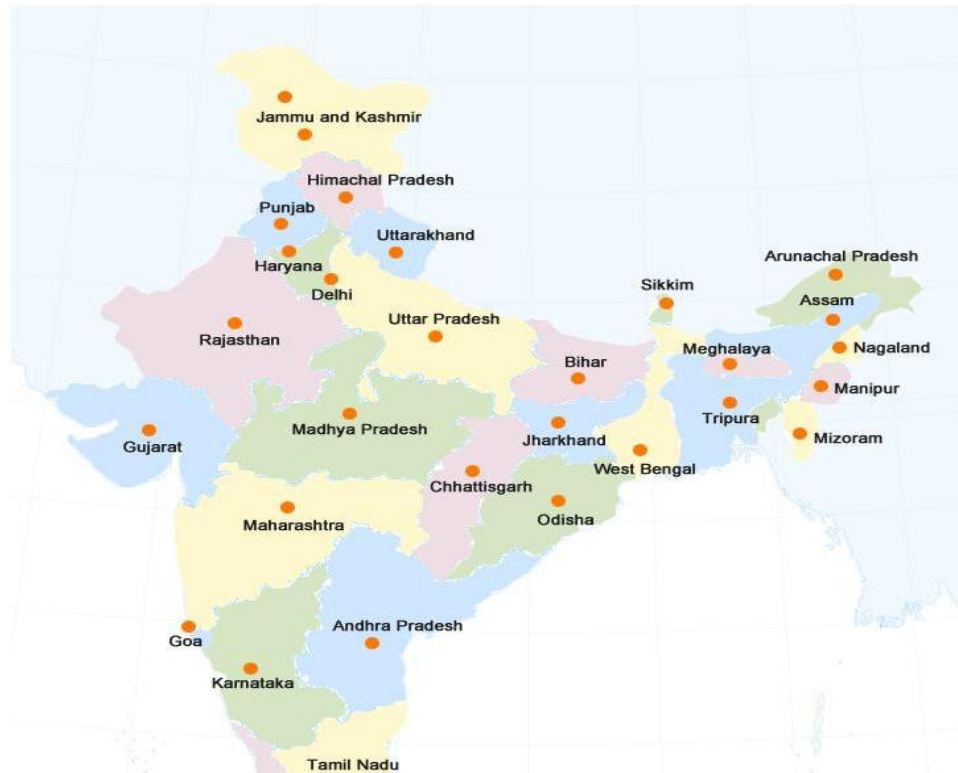 Jammu and Kashmir
Himachal Pradesh
Punjab
Uttarakhand
Haryana
Delhi
Arunachal Pradesh
Sikkim
Assam
Uttar Pradesh
Rajasthan
Bihar
Meghalaya
Nagaland
Manipur
Tripura
Madhya Pradesh
Jharkhand
Mizoram
Gujarat
West Bengal
Chhattisgarh
Odisha
Maharashtra
Andhra Pradesh
Goa
Karnataka
Tamil Nadu